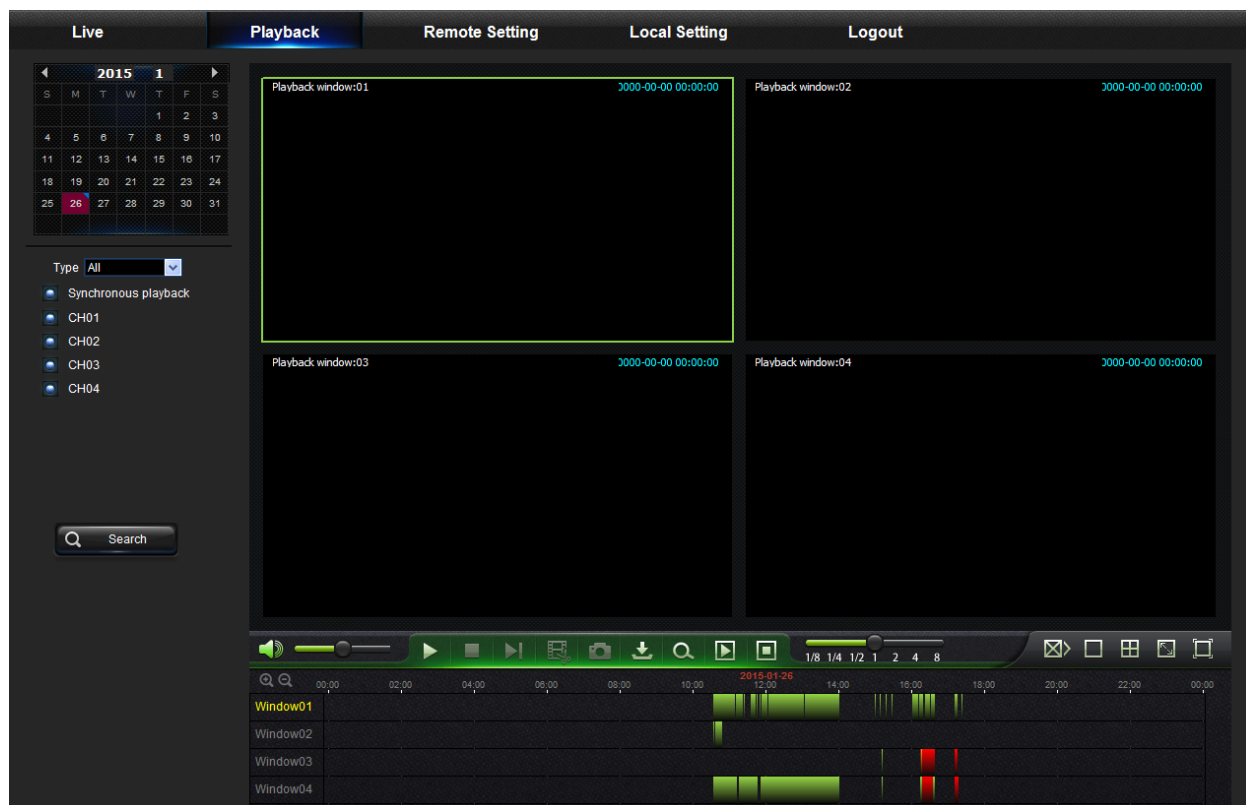 Live Playback Remote Setting Local Setting Logout
2015 1
S M T W T F S
1 2 3
4 5 6 7 8 9 10
11 12 13 14 15 16 17
18 19 20 21 22 23 24
25 26 27 28 29 30 31
Type All
Synchronous playback
CH01
CH02
CH03
CH04
Search
Playback window:01 0000-00-00 00:00:00
Playback window:02 0000-00-00 00:00:00
Playback window:03 0000-00-00 00:00:00
Playback window:04 0000-00-00 00:00:00
1/8 1/4 1/2 1 2 4 8
2015-01-26
00:00 02:00 04:00 06:00 08:00 10:00 12:00 14:00 16:00 18:00 20:00 22:00 00:00
Window01
Window02
Window03
Window04